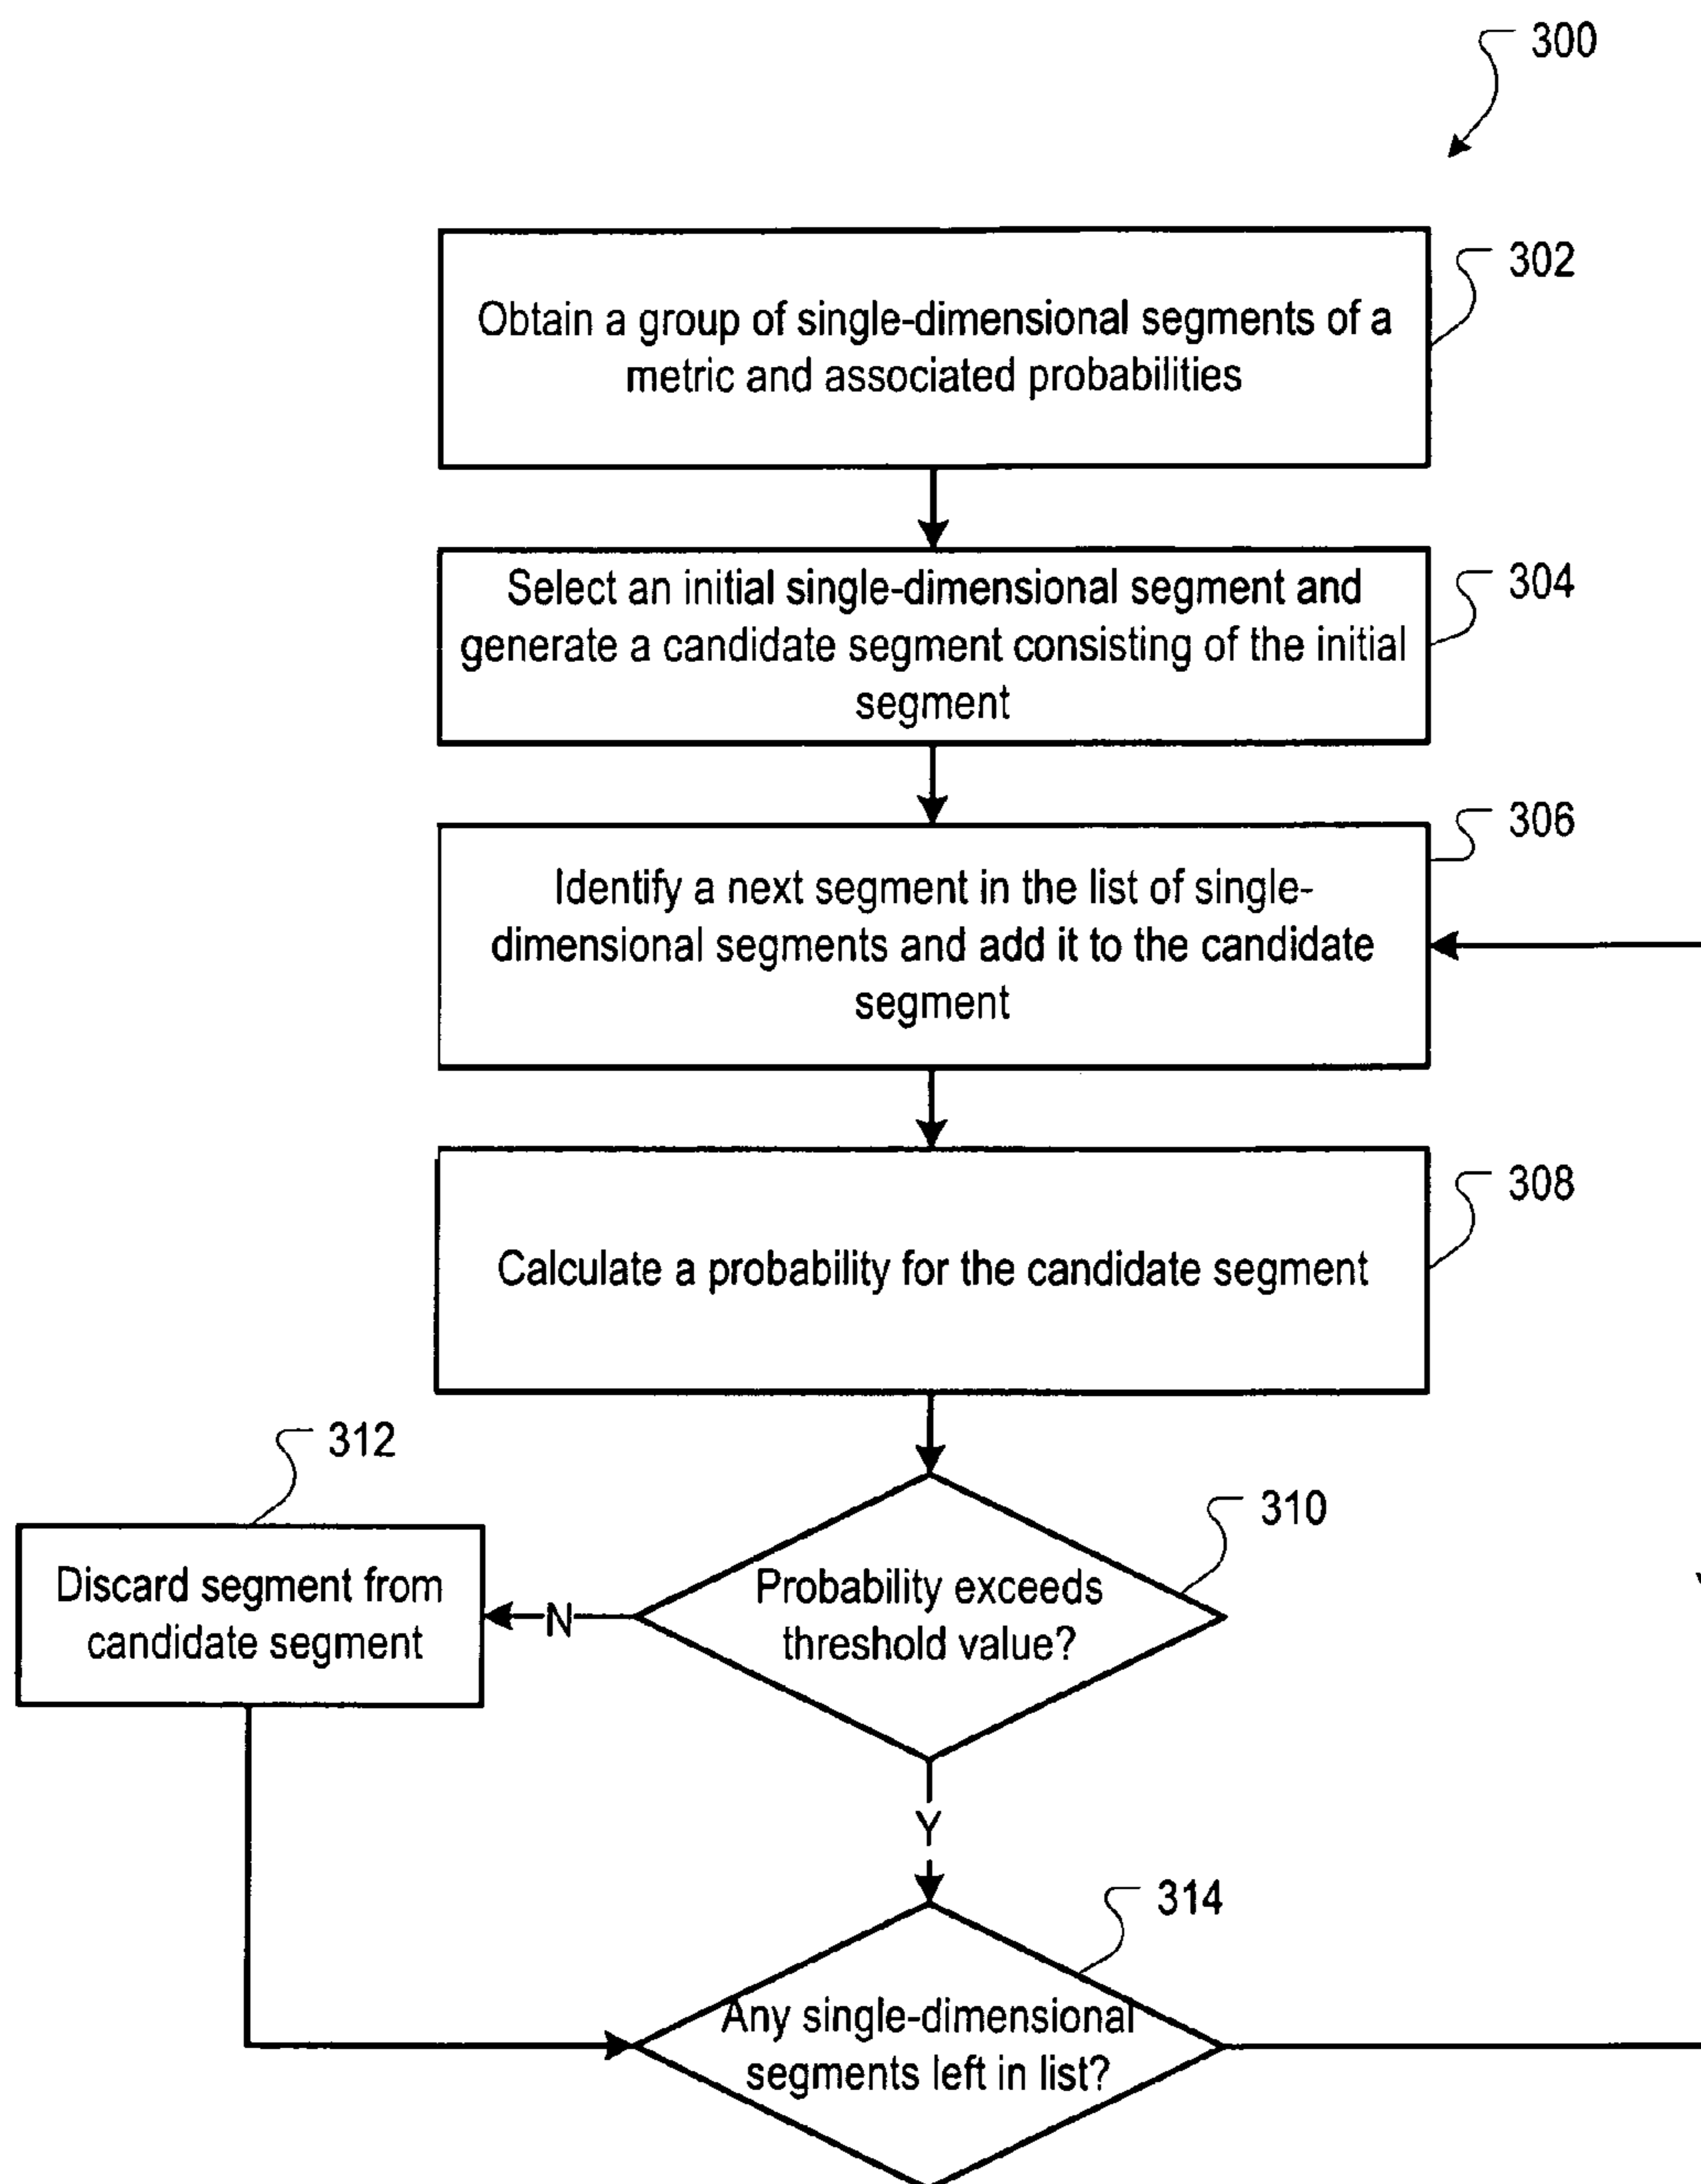 300
302
Obtain a group of single-dimensional segments of a
metric and associated probabilities
304
Select an initial single-dimensional segment and
generate a candidate segment consisting of the initial
segment
306
Identify a next segment in the list of single-
dimensional segments and add it to the candidate
segment
308
Calculate a probability for the candidate segment
312
310
Discard segment from
candidate segment
N
Probability exceeds
threshold value?
Y
314
Any single-dimensional
segments left in list?